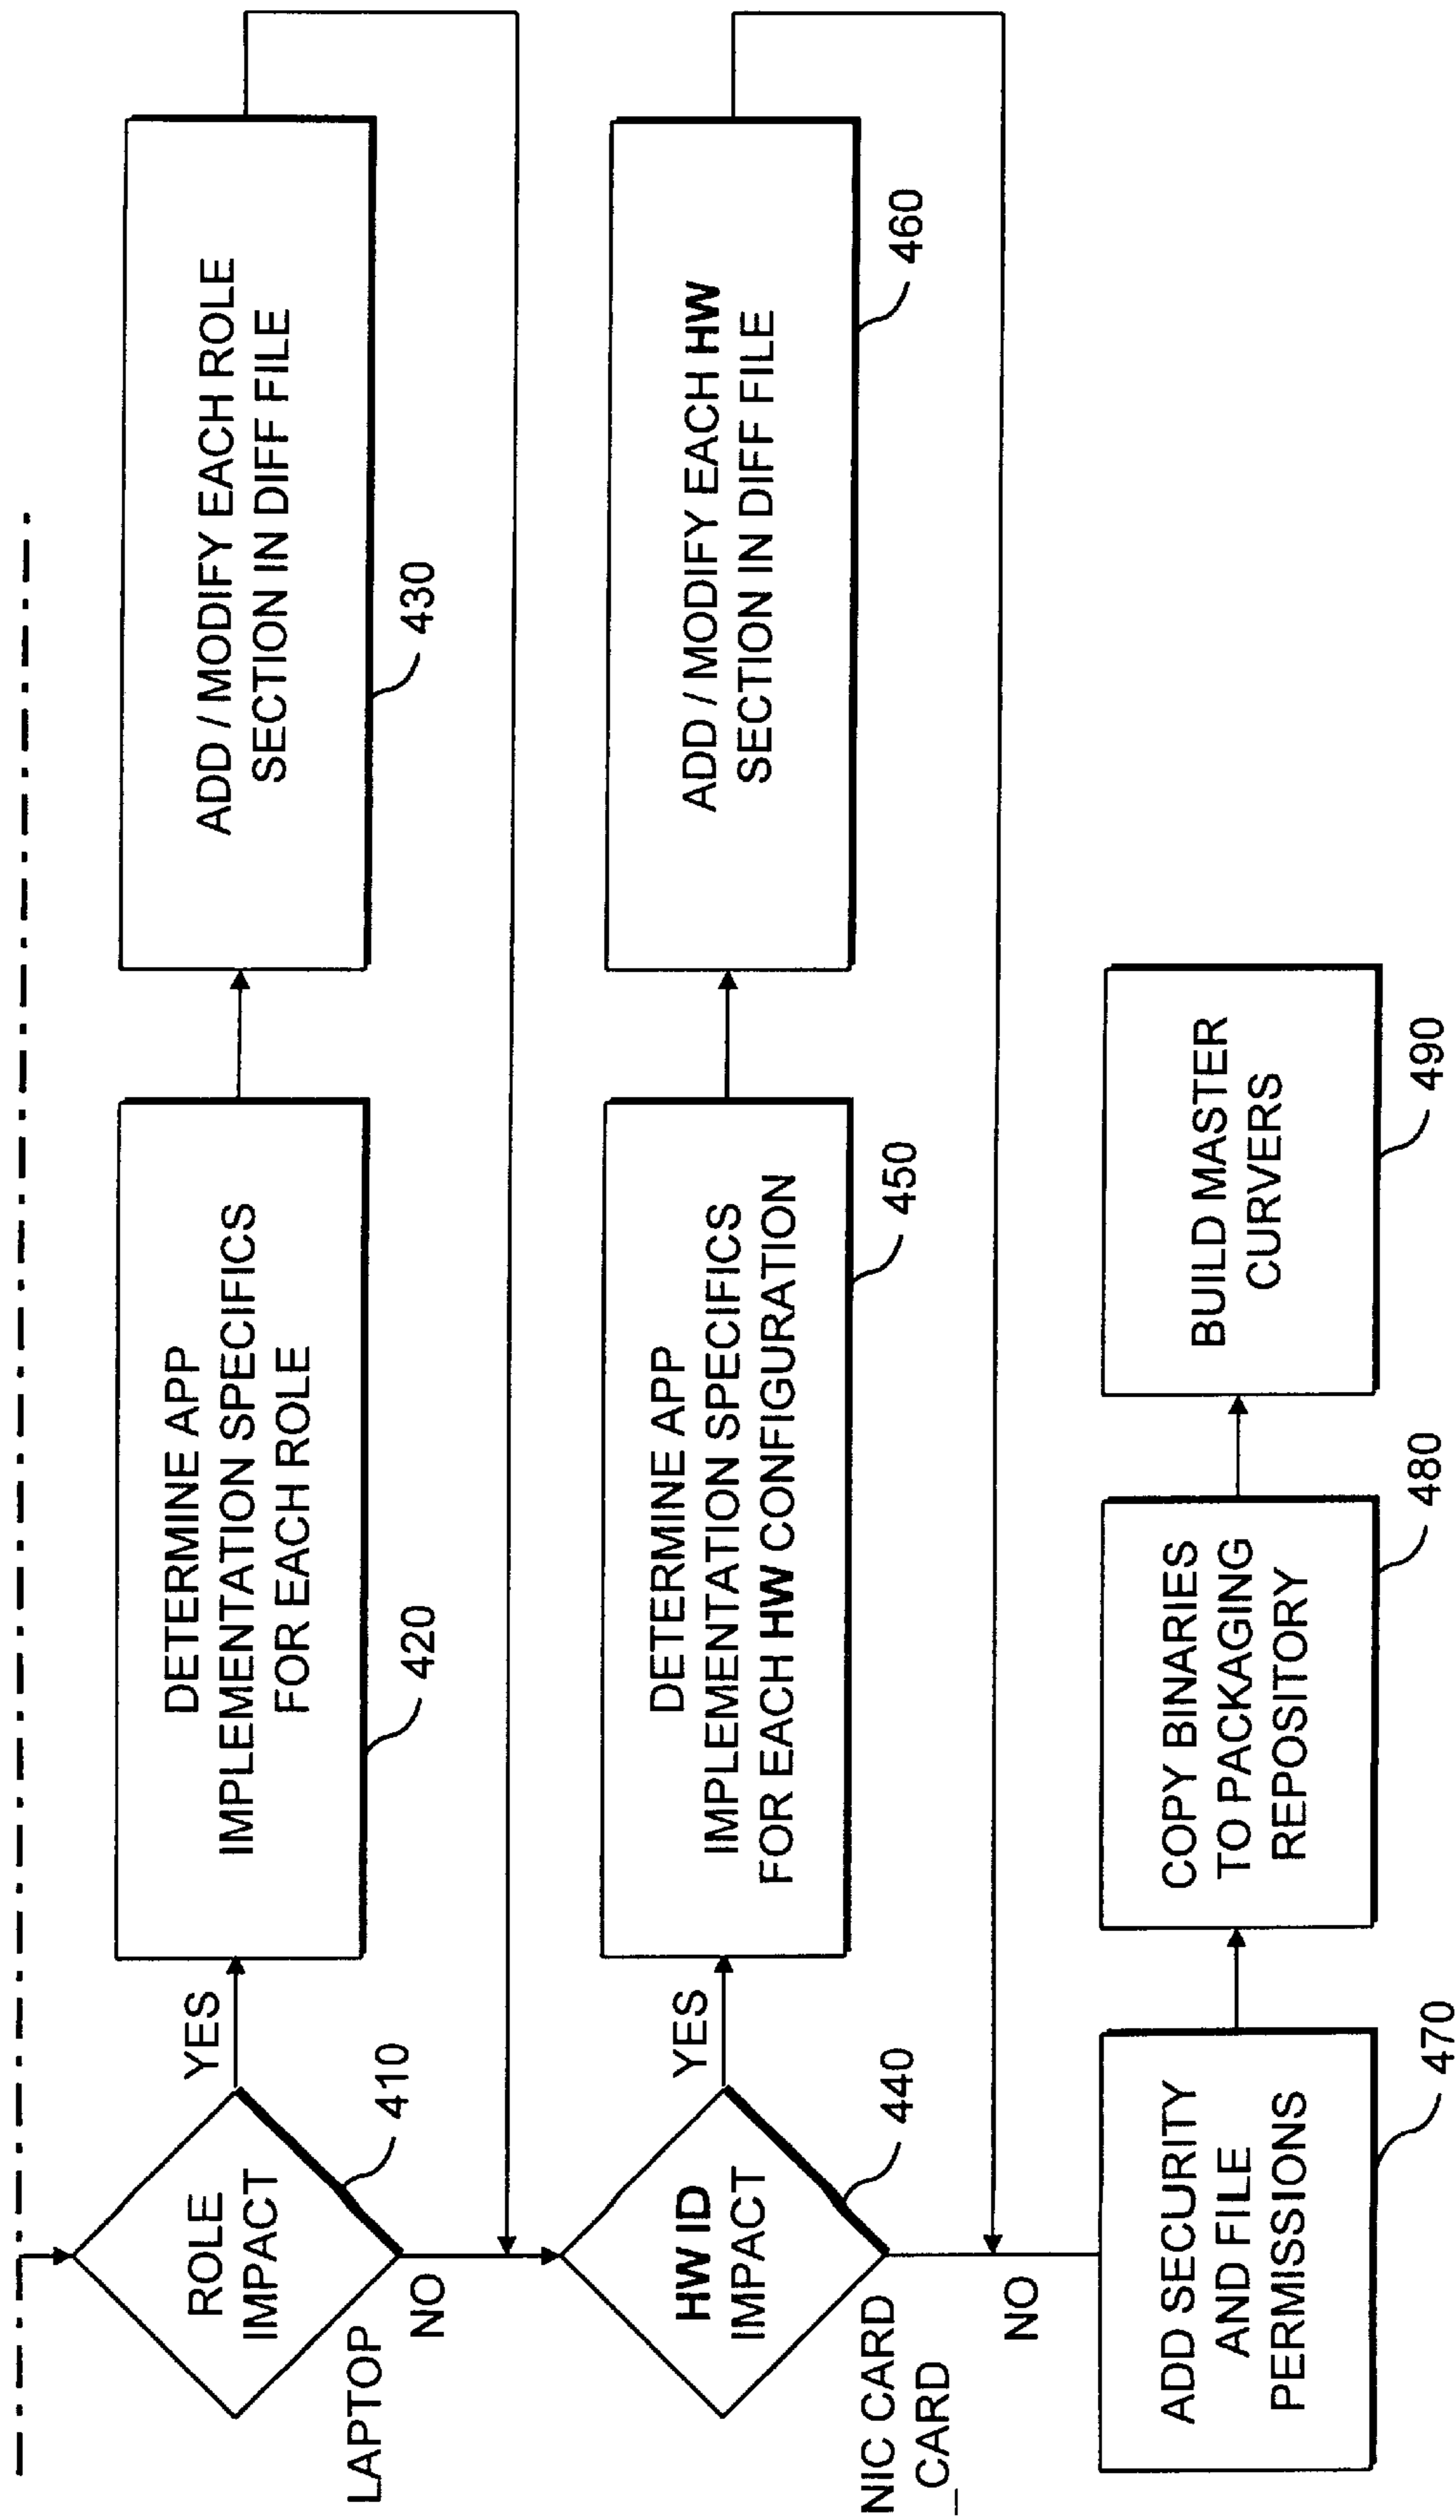 ROLE
IMPACT
410
YES
LAPTOP
NO
DETERMINE APP
IMPLEMENTATION SPECIFICS
FOR EACH ROLE
420
ADD / MODIFY EACH ROLE
SECTION IN DIFF FILE
430
HW ID
IMPACT
440
YES
NIC CARD
_CARD
NO
DETERMINE APP
IMPLEMENTATION SPECIFICS
FOR EACH HW CONFIGURATION
450
ADD / MODIFY EACH HW
SECTION IN DIFF FILE
460
ADD SECURITY
AND FILE
PERMISSIONS
470
COPY BINARIES
TO PACKAGING
REPOSITORY
480
BUILD MASTER
CURVERS
490